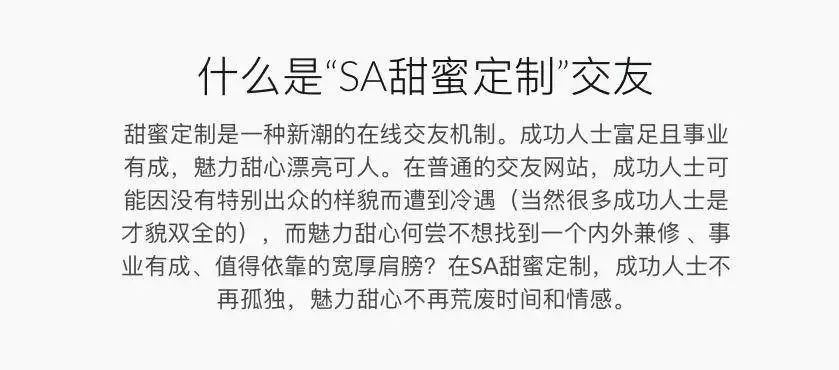 什么是“SA甜蜜定制”交友
甜蜜定制是一种新潮的在线交友机制。成功人士富足且事业
有成，魅力甜心漂亮可人。在普通的交友网站，成功人士可
能因没有特别出众的样貌而遭到冷遇（当然很多成功人士是
才貌双全的），而魅力甜心何尝不想找到一个内外兼修 、事
业有成、值得依靠的宽厚肩膀？在SA甜蜜定制，成功人士不
再孤独，魅力甜心不再荒废时间和情感。